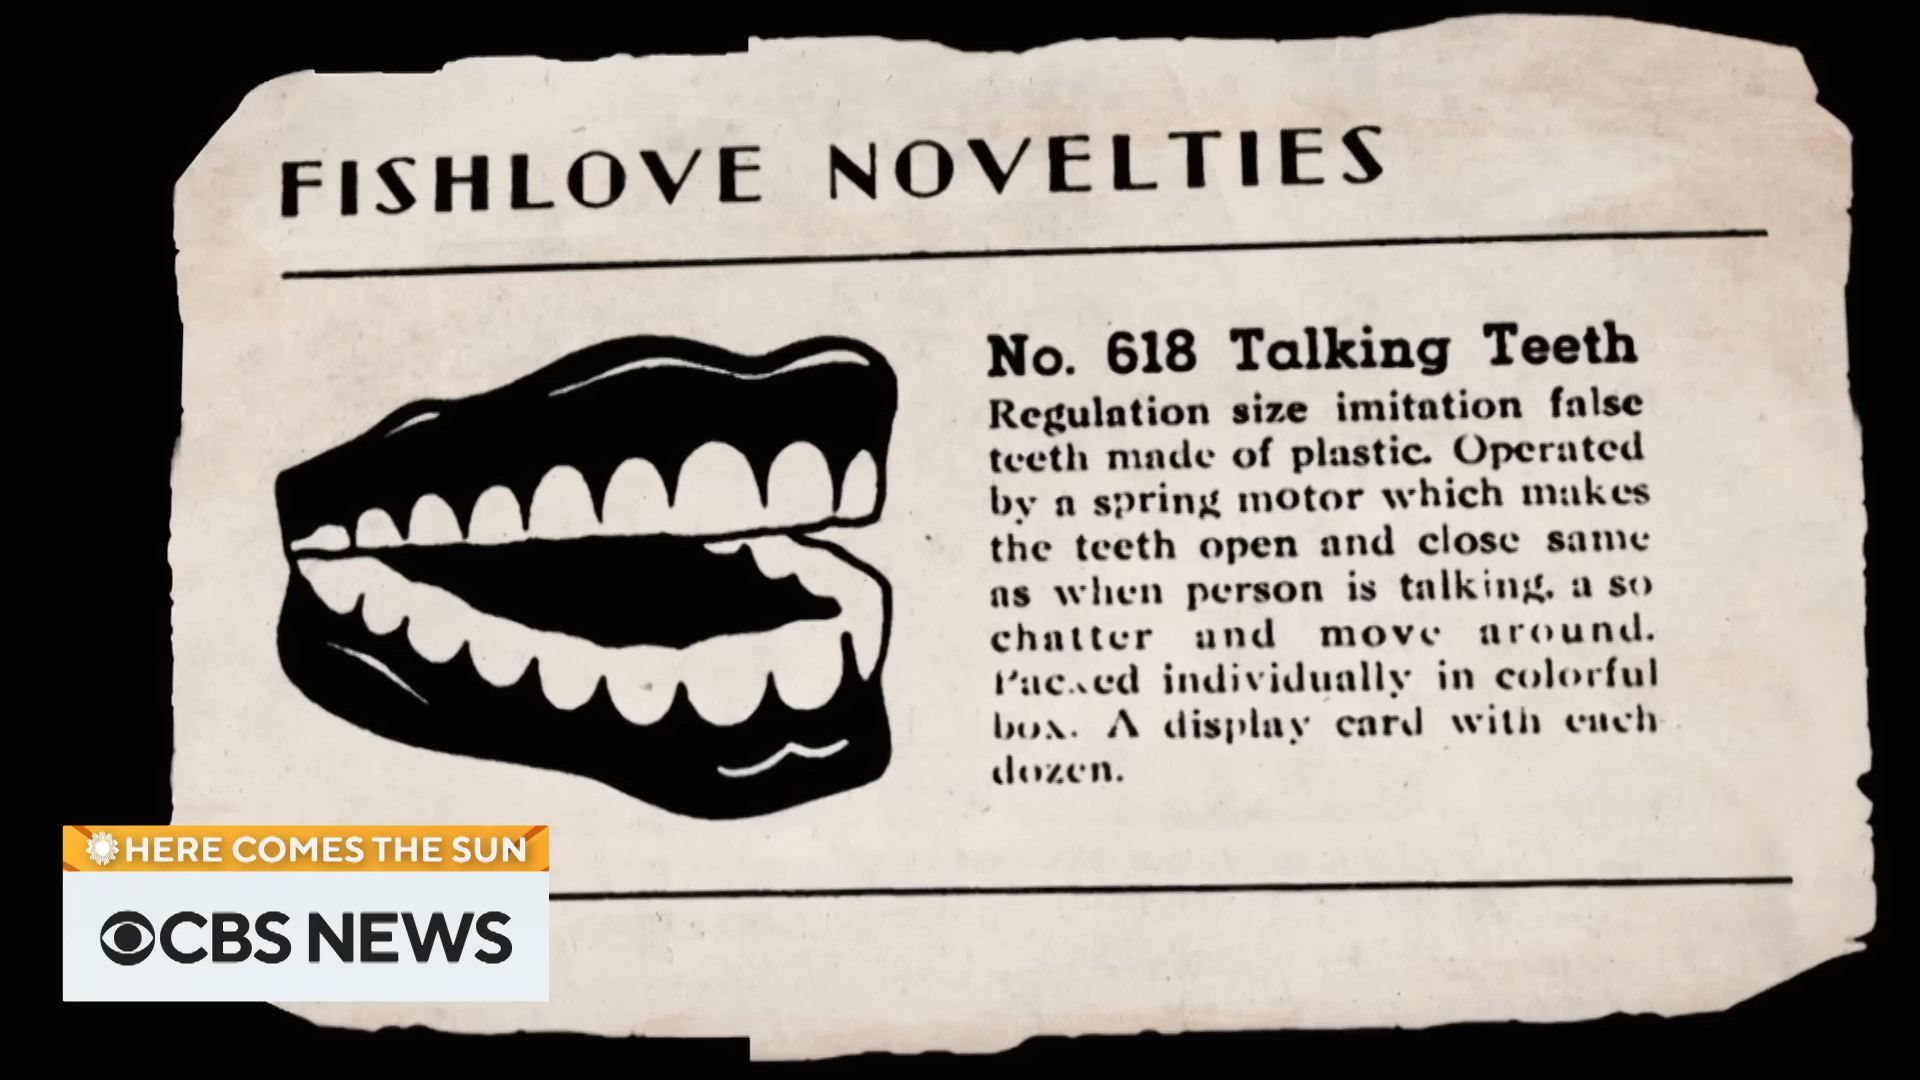 FISHLOVE NOVELTIES
No. 618 Talking Teeth
Regulation size imitation false
teeth made of plastic. Operated
by a spring motor which makes
the teeth open and close same
as when person is talking, a so
chatter and move around.
Packed individually in colorful
box. A display card with each
dozen.
HERE COMES THE SUN
CBS NEWS